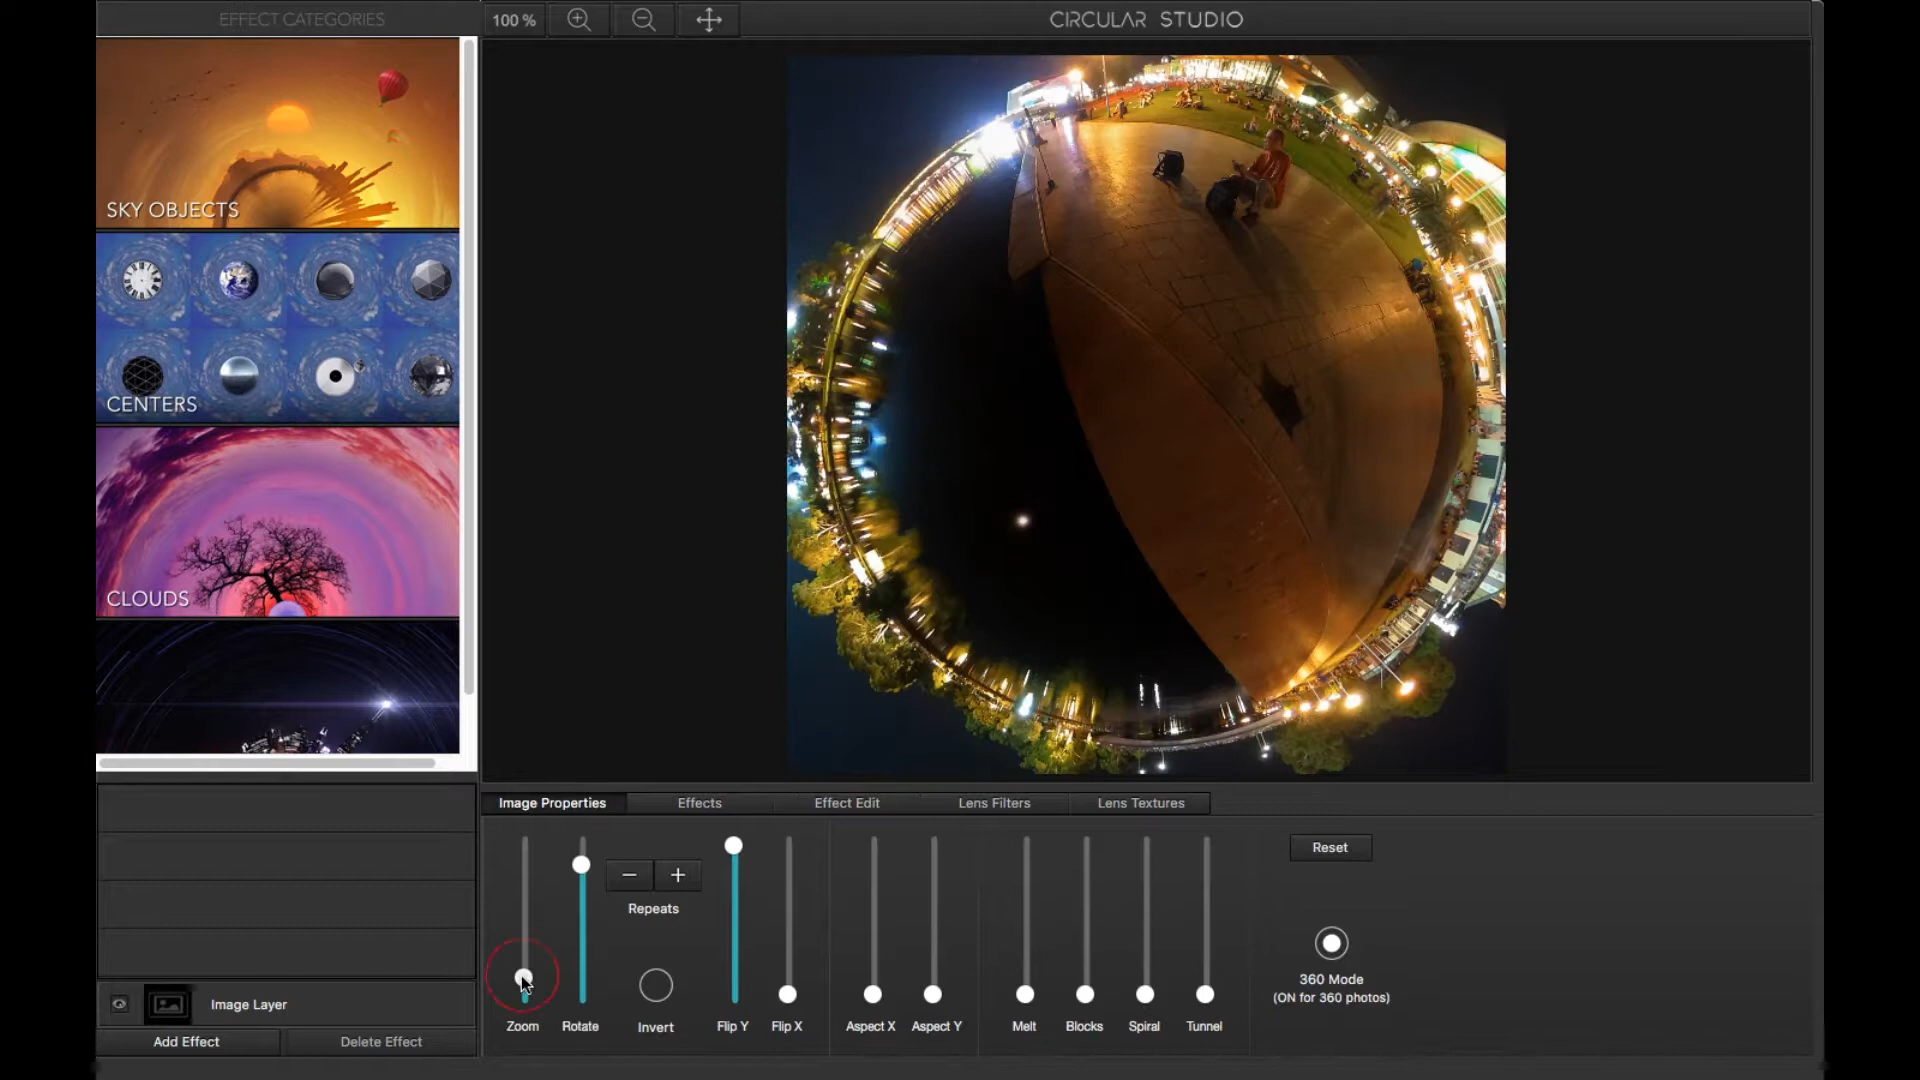 EFFECT CATEGORIES
100 %
CIRCULAR STUDIO
SKY OBJECTS
CENTERS
CLOUDS
Image Properties
Effects
Effect Edit
Lens Filters
Lens Textures
Reset
Repeats
360 Mode
(ON for 360 photos)
Image Layer
Zoom
Rotate
Invert
Flip Y
Flip X
Aspect X
Aspect Y
Melt
Blocks
Spiral
Tunnel
Add Effect
Delete Effect